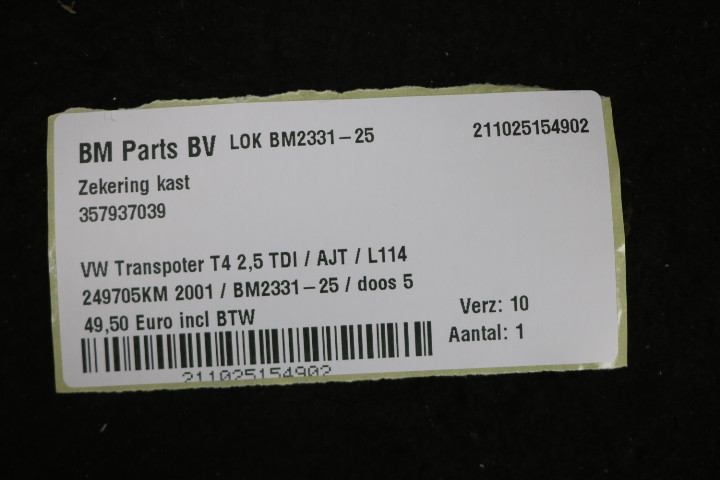 BM Parts BV LOK BM2331-25 211025154902
Zekering kast
357937039
VW Transpoter T4 2,5 TDI / AJT / L114
249705KM 2001 / BM2331-25 / doos 5
49,50 Euro incl BTW
Verz: 10
Aantal: 1
211025154902